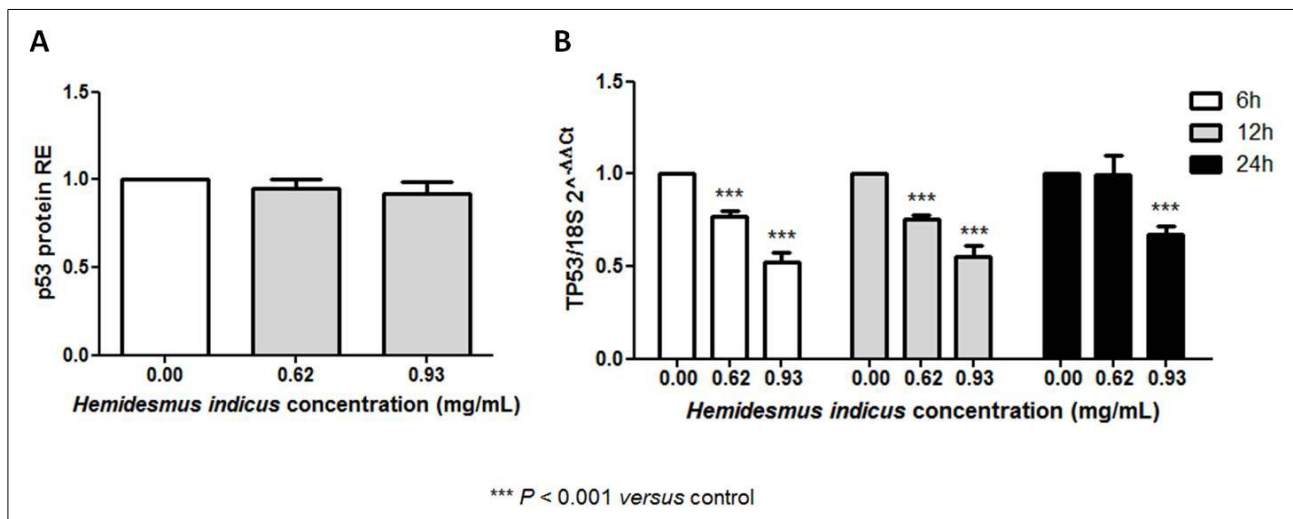 A
p53 protein RE
1.5
1.0
0.5
0.0
0.00 0.62 0.93
Hemidesmus indicus concentration (mg/mL)
B
TP53/18S 2^-ΔΔCt
1.5
1.0
0.5
0.0
*** *** *** *** ***
0.00 0.62 0.93 0.00 0.62 0.93 0.00 0.62 0.93
Hemidesmus indicus concentration (mg/mL)
6h
12h
24h
*** P < 0.001 versus control